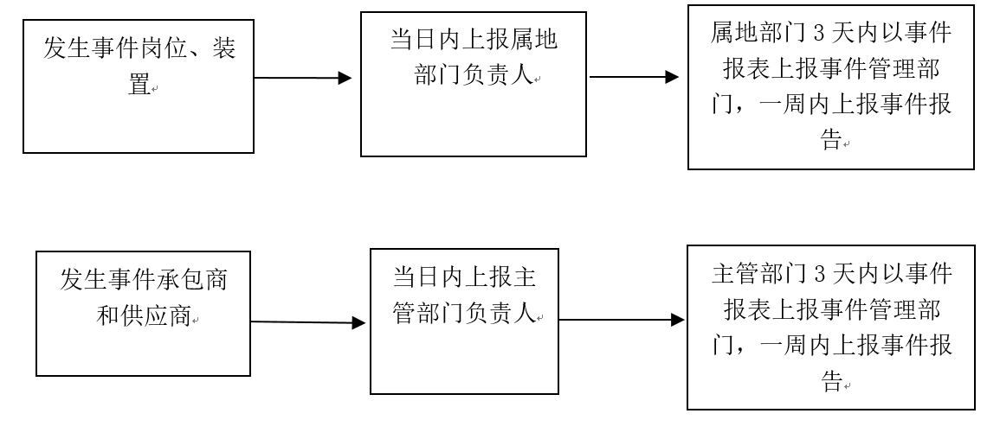 发生事件岗位、装
置
当日内上报属地
部门负责人
属地部门 3 天内以事件
报表上报事件管理部
门，一周内上报事件报
告
发生事件承包商
和供应商
当日内上报主
管部门负责人
主管部门 3 天内以事件
报表上报事件管理部
门，一周内上报事件报
告